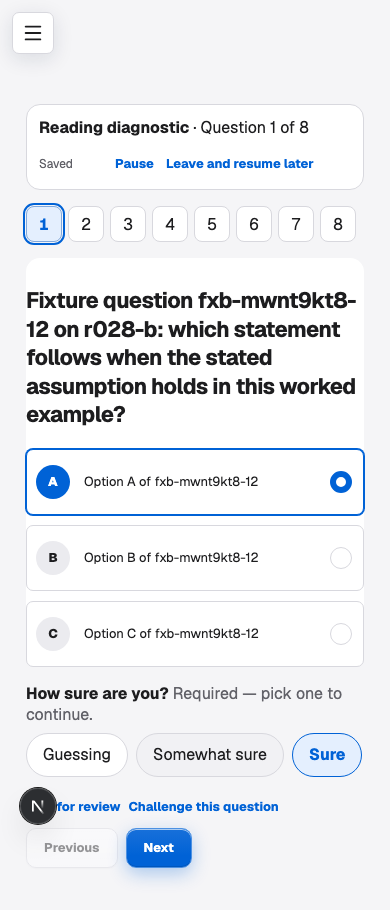 Reading diagnostic · Question 1 of 8
Saved Pause Leave and resume later
1 2 3 4 5 6 7 8
Fixture question fxb-mwnt9kt8-
12 on r028-b: which statement
follows when the stated
assumption holds in this worked
example?
A Option A of fxb-mwnt9kt8-12
B Option B of fxb-mwnt9kt8-12
C Option C of fxb-mwnt9kt8-12
How sure are you? Required — pick one to
continue.
Guessing Somewhat sure Sure
N for review Challenge this question
Previous Next